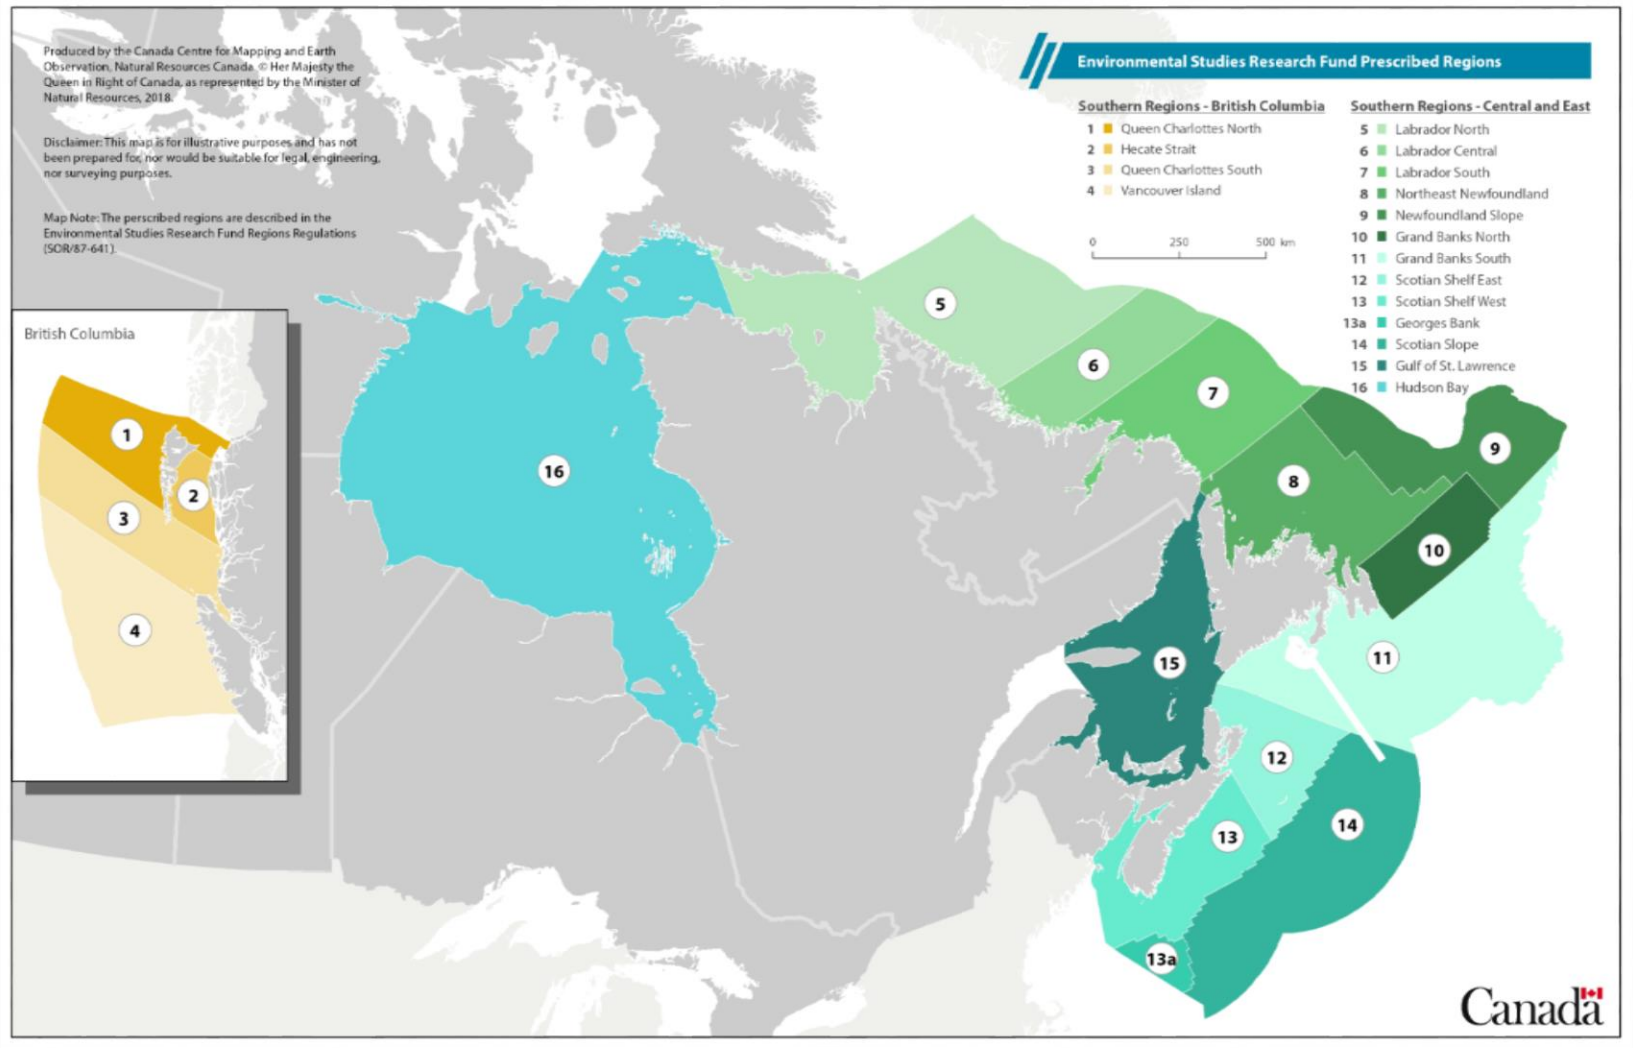 Produced by the Canada Centre for Mapping and Earth
Observation, Natural Resources Canada. © Her Majesty the
Queen in Right of Canada, as represented by the Minister of
Natural Resources, 2018.
Disclaimer: This map is for illustrative purposes and has not
been prepared for, nor would be suitable for legal, engineering,
nor surveying purposes.
Map Note: The perscribed regions are described in the
Environmental Studies Research Fund Regions Regulations
(SOR/87-641).
Environmental Studies Research Fund Prescribed Regions
Southern Regions - British Columbia
1 Queen Charlottes North
2 Hecate Strait
3 Queen Charlottes South
4 Vancouver Island
0 250 500 km
Southern Regions - Central and East
5 Labrador North
6 Labrador Central
7 Labrador South
8 Northeast Newfoundland
9 Newfoundland Slope
10 Grand Banks North
11 Grand Banks South
12 Scotian Shelf East
13 Scotian Shelf West
13a Georges Bank
14 Scotian Slope
15 Gulf of St. Lawrence
16 Hudson Bay
British Columbia
1
2
3
4
5
6
7
8
9
10
11
12
13
13a
14
15
16
Canada